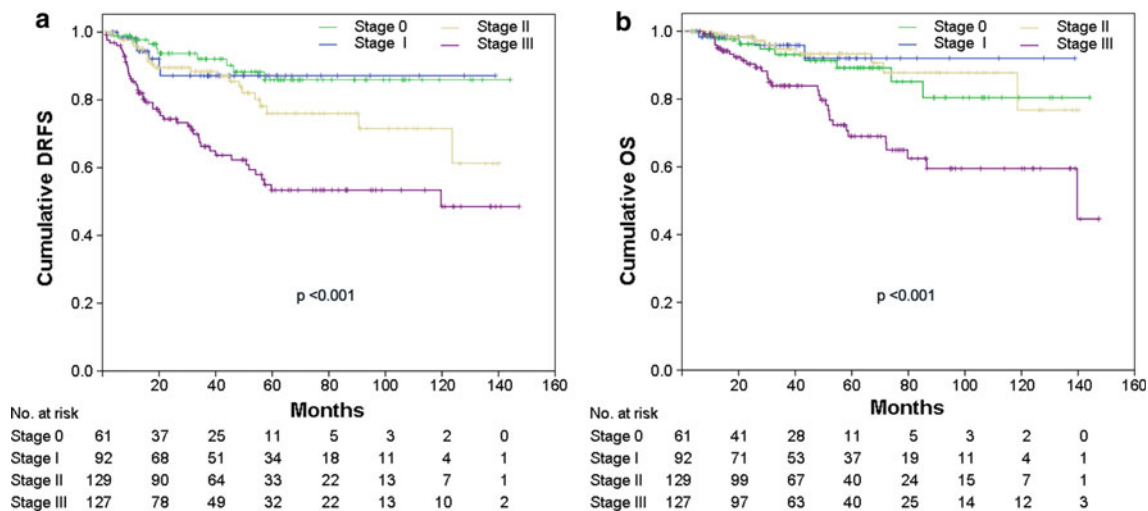 a
Stage 0 Stage II
Stage I Stage III
Cumulative DRFS
1.0
0.8
0.6
0.4
0.2
0.0
p <0.001
20 40 60 80 100 120 140 160
Months
No. at risk
Stage 0 61 37 25 11 5 3 2 0
Stage I 92 68 51 34 18 11 4 1
Stage II 129 90 64 33 22 13 7 1
Stage III 127 78 49 32 22 13 10 2
b
Stage 0 Stage II
Stage I Stage III
Cumulative OS
1.0
0.8
0.6
0.4
0.2
0.0
p <0.001
20 40 60 80 100 120 140 160
Months
No. at risk
Stage 0 61 41 28 11 5 3 2 0
Stage I 92 71 53 37 19 11 4 1
Stage II 129 99 67 40 24 15 7 1
Stage III 127 97 63 40 25 14 12 3